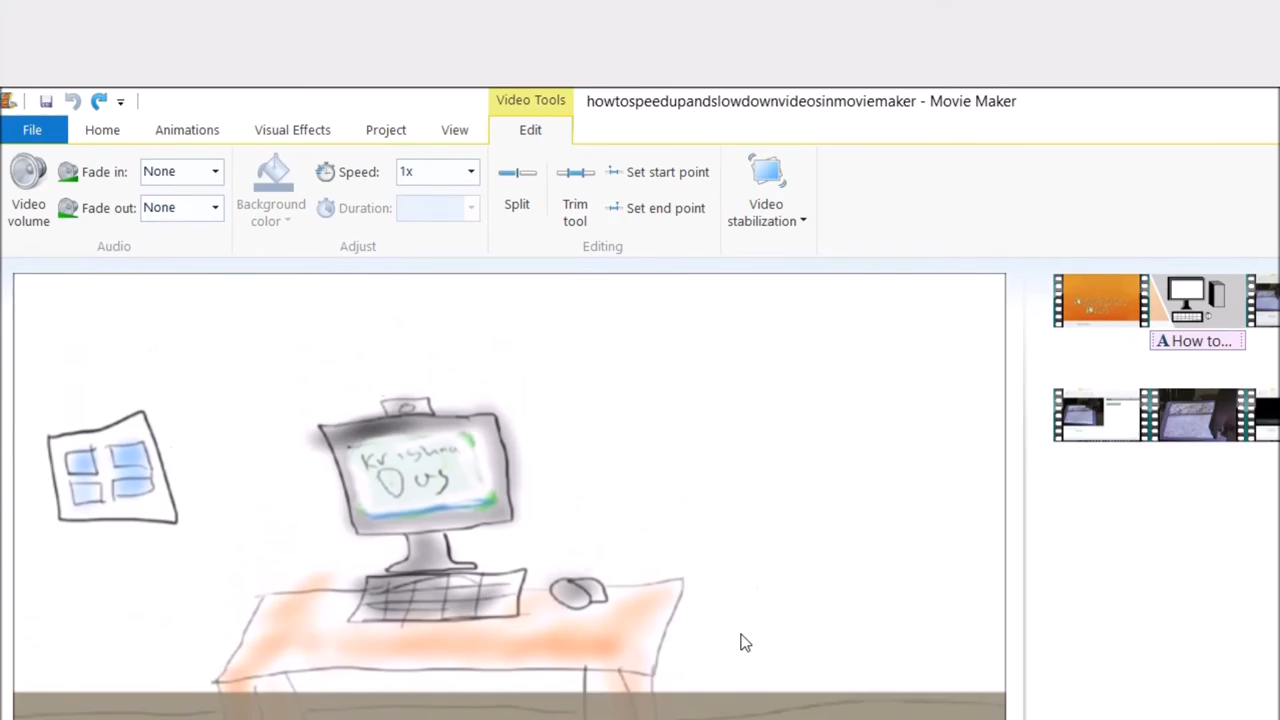 Video Tools
howtospeedupandslowdownvideosinmoviemaker - Movie Maker
File
Home
Animations
Visual Effects
Project
View
Edit
Video volume
Fade in: None
Fade out: None
Audio
Background color
Speed: 1x
Duration:
Adjust
Split
Trim tool
Set start point
Set end point
Editing
Video stabilization
A How to...
Krishna